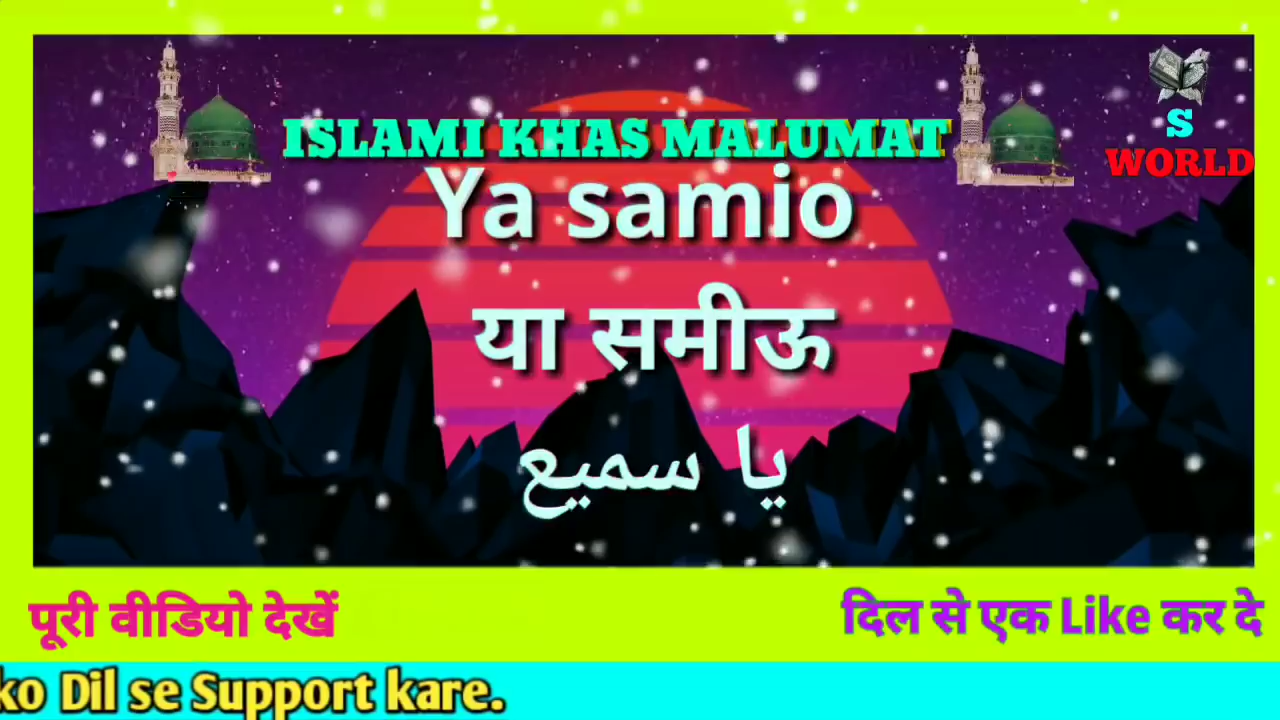 ISLAMI KHAS MALUMAT
S
WORLD
Ya samio
या समीऊ
يا سميع
पूरी वीडियो देखें
दिल से एक Like कर दे
ko Dil se Support kare.